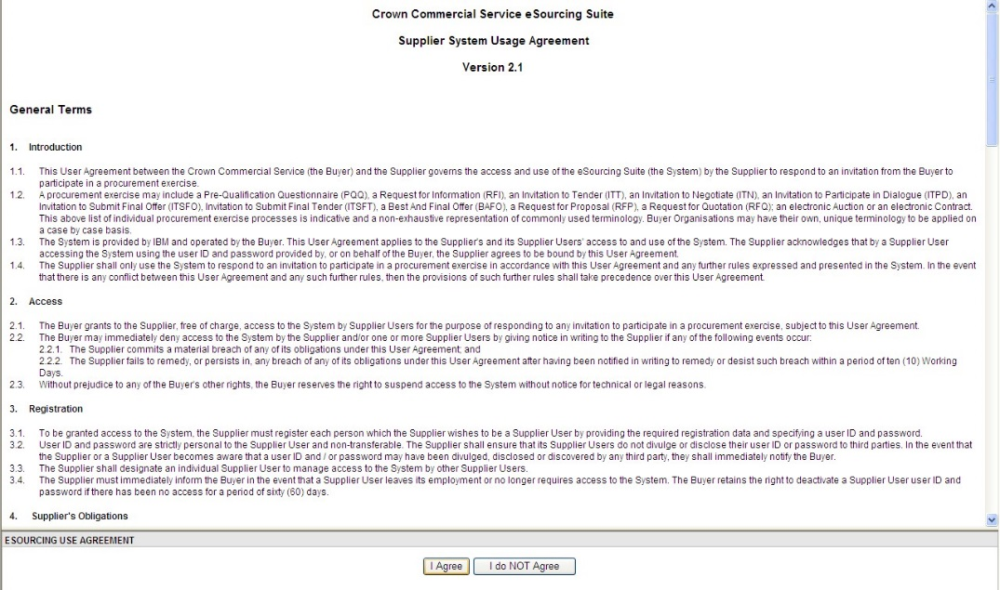 Crown Commercial Service eSourcing Suite
Supplier System Usage Agreement
Version 2.1
General Terms
1. Introduction
1.1. This User Agreement between the Crown Commercial Service (the Buyer) and the Supplier governs the access and use of the eSourcing Suite (the System) by the Supplier to respond to an invitation from the Buyer to
participate in a procurement exercise.
1.2. A procurement exercise may include a Pre-Qualification Questionnaire (PQQ), a Request for Information (RFI), an Invitation to Tender (ITT), an Invitation to Negotiate (ITN), an Invitation to Participate in Dialogue (ITPD), an
Invitation to Submit Final Offer (ITSFO), Invitation to Submit Final Tender (ITSFT), a Best And Final Offer (BAFO), a Request for Proposal (RFP), a Request for Quotation (RFQ); an electronic Auction or an electronic Contract.
This above list of individual procurement exercise processes is indicative and a non-exhaustive representation of commonly used terminology. Buyer Organisations may have their own, unique terminology to be applied on
a case by case basis.
1.3. The System is provided by IBM and operated by the Buyer. This User Agreement applies to the Supplier's and its Supplier Users' access to and use of the System. The Supplier acknowledges that by a Supplier User
accessing the System using the user ID and password provided by, or on behalf of the Buyer, the Supplier agrees to be bound by this User Agreement.
1.4. The Supplier shall only use the System to respond to an invitation to participate in a procurement exercise in accordance with this User Agreement and any further rules expressed and presented in the System. In the event
that there is any conflict between this User Agreement and any such further rules, then the provisions of such further rules shall take precedence over this User Agreement.
2. Access
2.1. The Buyer grants to the Supplier, free of charge, access to the System by Supplier Users for the purpose of responding to any invitation to participate in a procurement exercise, subject to this User Agreement.
2.2. The Buyer may immediately deny access to the System by the Supplier and/or one or more Supplier Users by giving notice in writing to the Supplier if any of the following events occur:
2.2.1. The Supplier commits a material breach of any of its obligations under this User Agreement; and
2.2.2. The Supplier fails to remedy, or persists in, any breach of any of its obligations under this User Agreement after having been notified in writing to remedy or desist such breach within a period of ten (10) Working
Days.
2.3. Without prejudice to any of the Buyer's other rights, the Buyer reserves the right to suspend access to the System without notice for technical or legal reasons.
3. Registration
3.1. To be granted access to the System, the Supplier must register each person which the Supplier wishes to be a Supplier User by providing the required registration data and specifying a user ID and password.
3.2. User ID and password are strictly personal to the Supplier User and non-transferable. The Supplier shall ensure that its Supplier Users do not divulge or disclose their user ID or password to third parties. In the event that
the Supplier or a Supplier User becomes aware that a user ID and / or password may have been divulged, disclosed or discovered by any third party, they shall immediately notify the Buyer.
3.3. The Supplier shall designate an individual Supplier User to manage access to the System by other Supplier Users.
3.4. The Supplier must immediately inform the Buyer in the event that a Supplier User leaves its employment or no longer requires access to the System. The Buyer retains the right to deactivate a Supplier User user ID and
password if there has been no access for a period of sixty (60) days.
4. Supplier's Obligations
ESOURCING USE AGREEMENT
I Agree I do NOT Agree